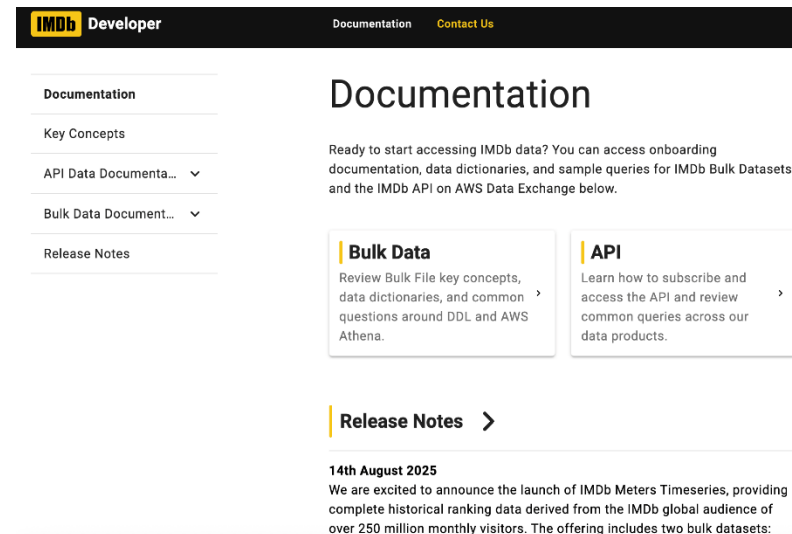 IMDb Developer
Documentation
Contact Us
Documentation
Key Concepts
API Data Documenta...
Bulk Data Document...
Release Notes
Documentation
Ready to start accessing IMDb data? You can access onboarding
documentation, data dictionaries, and sample queries for IMDb Bulk Datasets
and the IMDb API on AWS Data Exchange below.
Bulk Data
Review Bulk File key concepts,
data dictionaries, and common
questions around DDL and AWS
Athena.
API
Learn how to subscribe and
access the API and review
common queries across our
data products.
Release Notes
14th August 2025
We are excited to announce the launch of IMDb Meters Timeseries, providing
complete historical ranking data derived from the IMDb global audience of
over 250 million monthly visitors. The offering includes two bulk datasets: